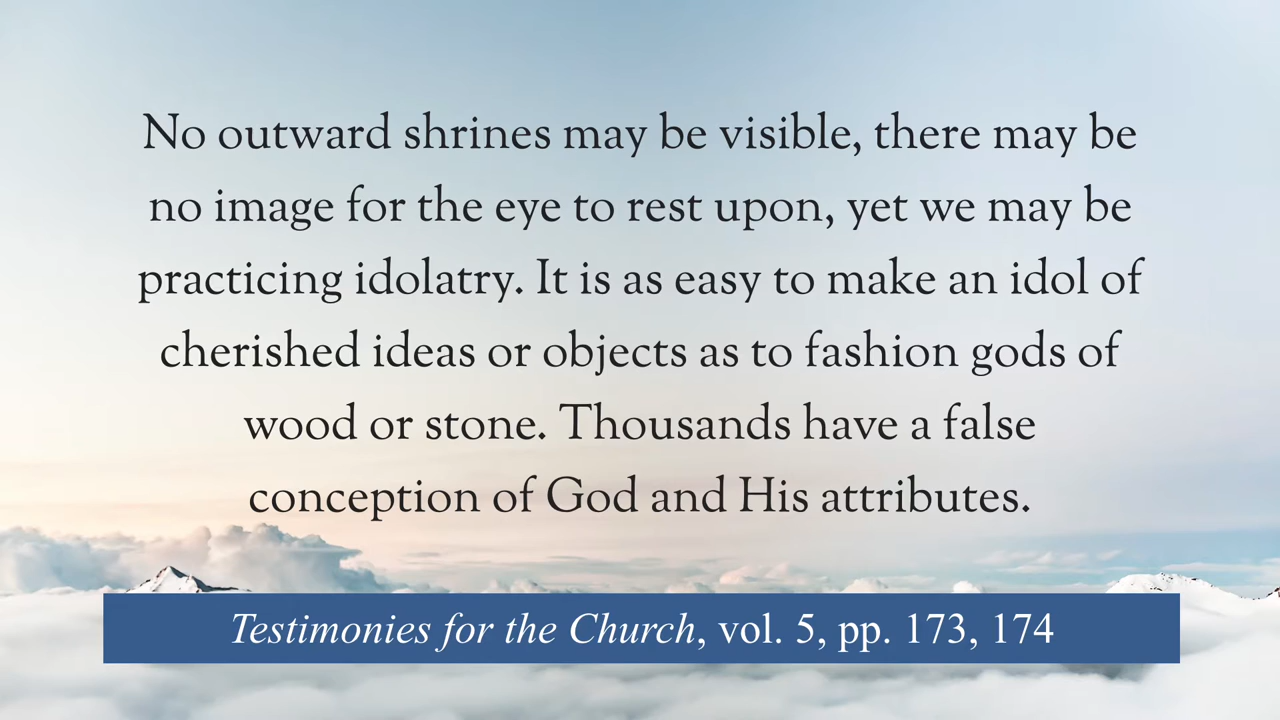 No outward shrines may be visible, there may be
no image for the eye to rest upon, yet we may be
practicing idolatry. It is as easy to make an idol of
cherished ideas or objects as to fashion gods of
wood or stone. Thousands have a false
conception of God and His attributes.
Testimonies for the Church, vol. 5, pp. 173, 174